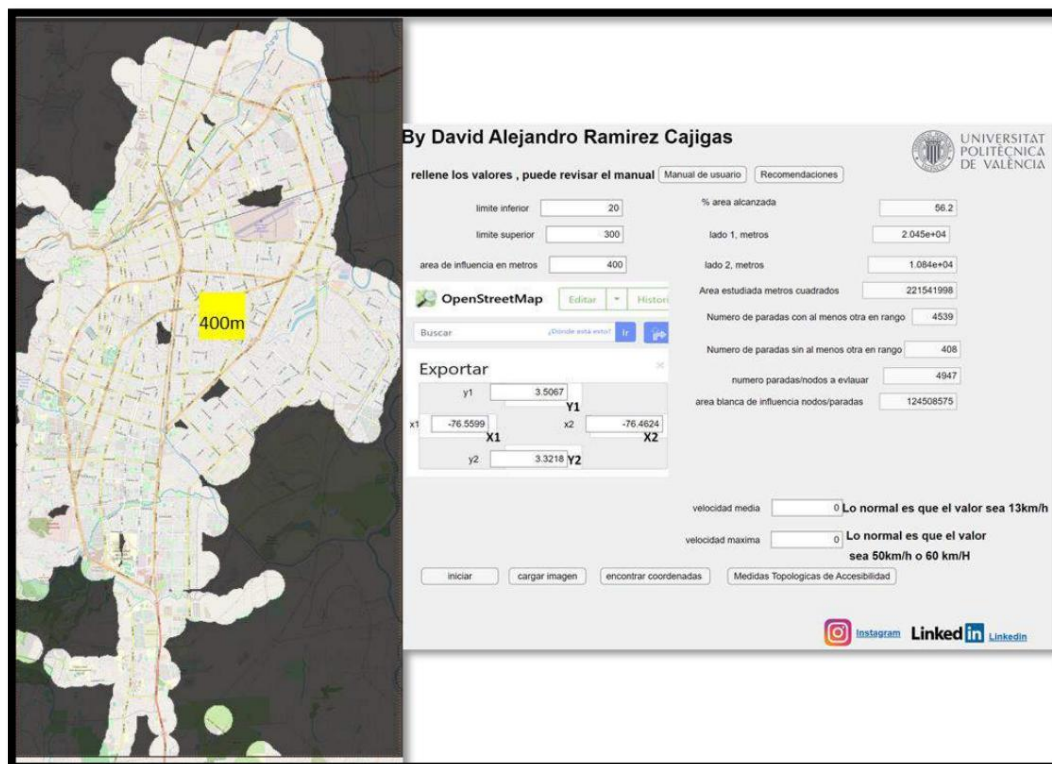 400m
By David Alejandro Ramirez Cajigas
UNIVERSITAT
POLITÈCNICA
DE VALÈNCIA
rellene los valores , puede revisar el manual Manual de usuario Recomendaciones
limite inferior 20
limite superior 300
area de influencia en metros 400
% area alcanzada 56.2
lado 1, metros 2.045e+04
lado 2, metros 1.084e+04
Area estudiada metros cuadrados 221541998
Numero de paradas con al menos otra en rango 4539
Numero de paradas sin al menos otra en rango 408
numero paradas/nodos a evlauar 4947
area blanca de influencia nodos/paradas 124508575
OpenStreetMap Editar Histori
Buscar ¿Dónde está esto? Ir
Exportar
y1 3.5067
Y1
x1 -76.5599 x2 -76.4624
X1 X2
y2 3.3218 Y2
velocidad media 0 Lo normal es que el valor sea 13km/h
velocidad maxima 0 Lo normal es que el valor
sea 50km/h o 60 km/H
iniciar cargar imagen encontrar coordenadas Medidas Topologicas de Accesibilidad
Instagram Linked in Linkedin